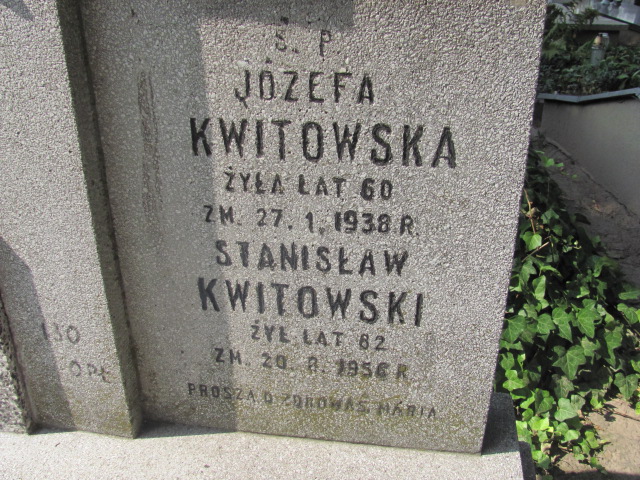 Ś. P.
JÓZEFA
KWITOWSKA
ŻYŁA LAT 60
ZM. 27. 1. 1938 R.
STANISŁAW
KWITOWSKI
ŻYŁ LAT 82
ZM. 20. 8. 1956 R
PROSZĄ O ZDROWAŚ MARIA